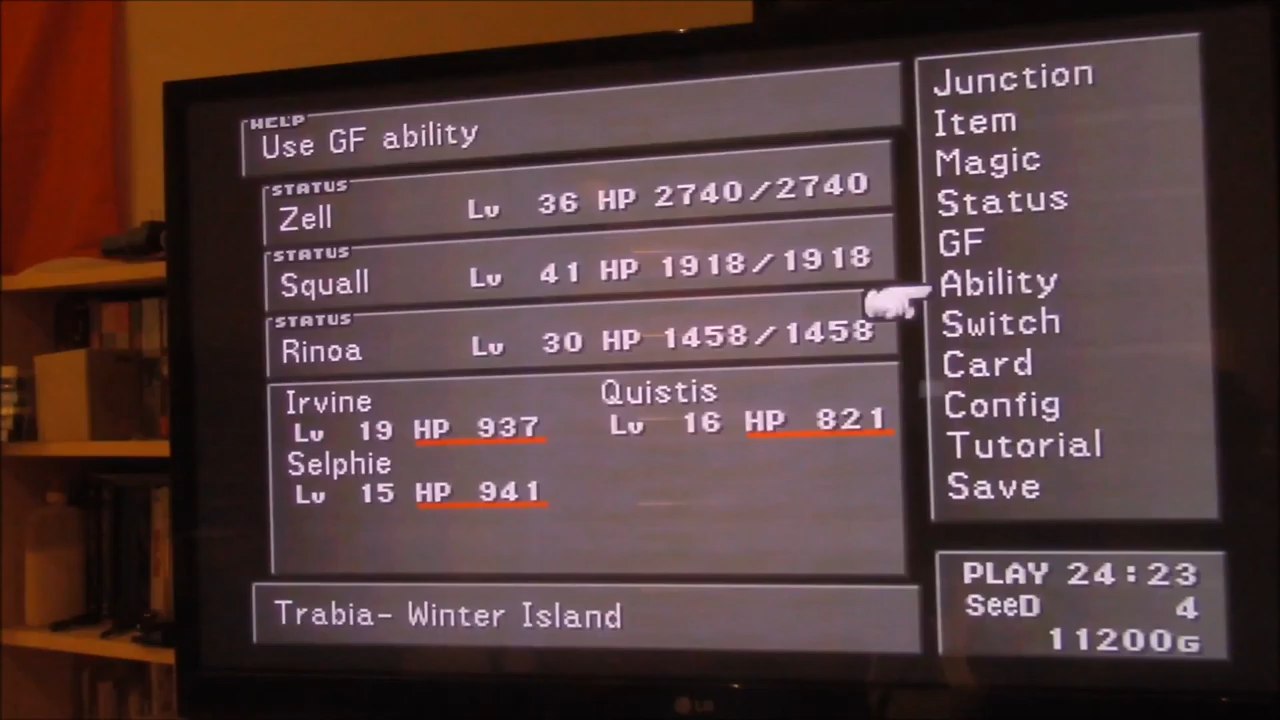 HELP
Use GF ability
STATUS
Zell Lv 36 HP 2740/2740
STATUS
Squall Lv 41 HP 1918/1918
STATUS
Rinoa Lv 30 HP 1458/1458
Irvine Quistis
Lv 19 HP 937 Lv 16 HP 821
Selphie
Lv 15 HP 941
Trabia- Winter Island
Junction
Item
Magic
Status
GF
Ability
Switch
Card
Config
Tutorial
Save
PLAY 24:23
SeeD 4
11200G
LG